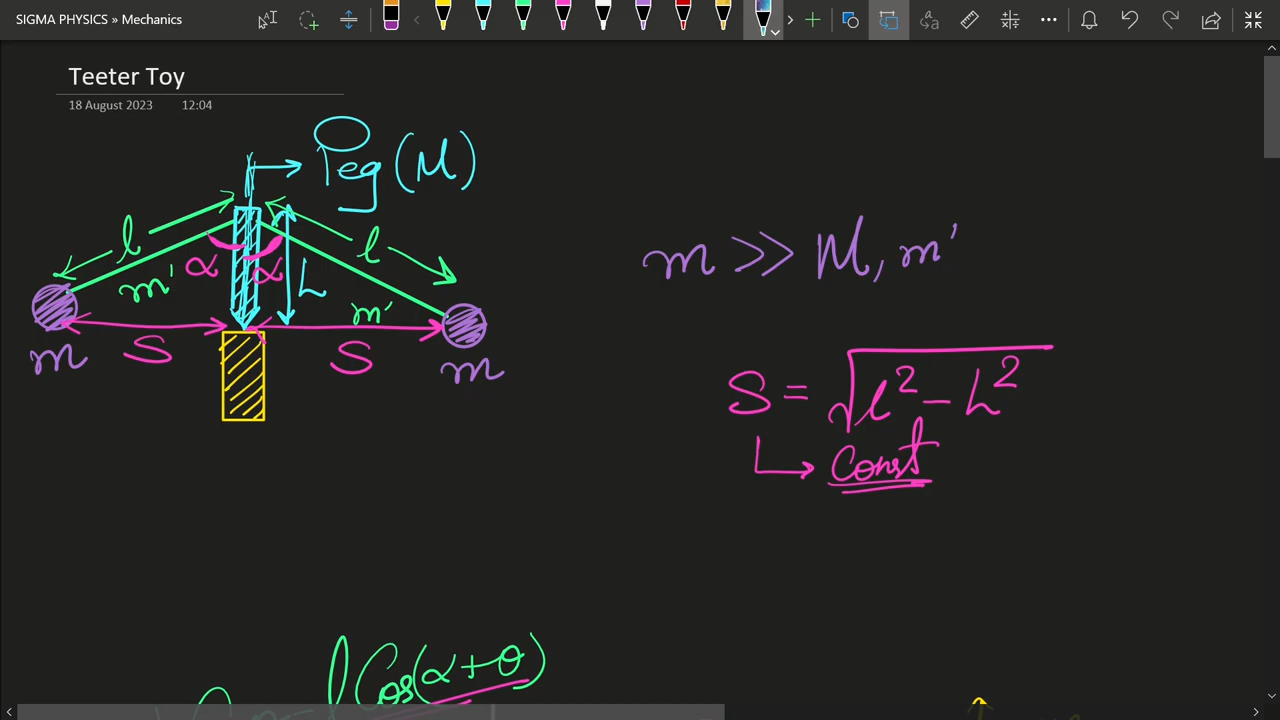 SIGMA PHYSICS » Mechanics
Teeter Toy
18 August 2023 12:04
Peg (M)
l
l
α
α
m'
L
m'
S
S
m
m
m >> M, m'
S = √l² - L²
Const
l Cos(α+θ)